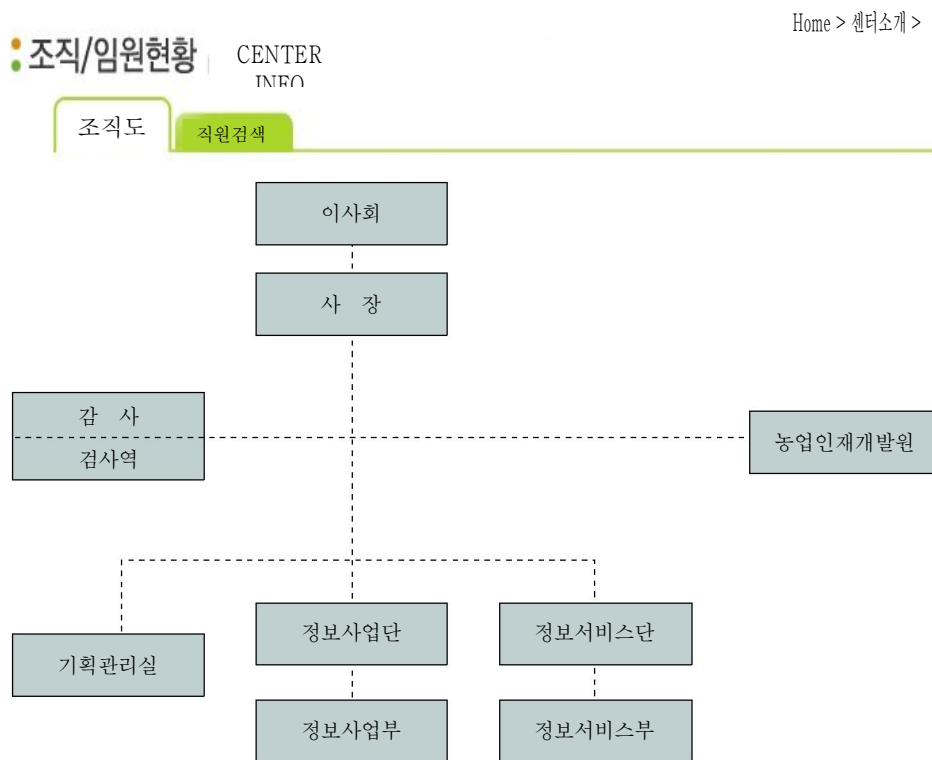 Home > 센터소개 >
조직/임원현황
CENTER
INFO
조직도
직원검색
이사회
사 장
감 사
검사역
농업인재개발원
기획관리실
정보사업단
정보서비스단
정보사업부
정보서비스부